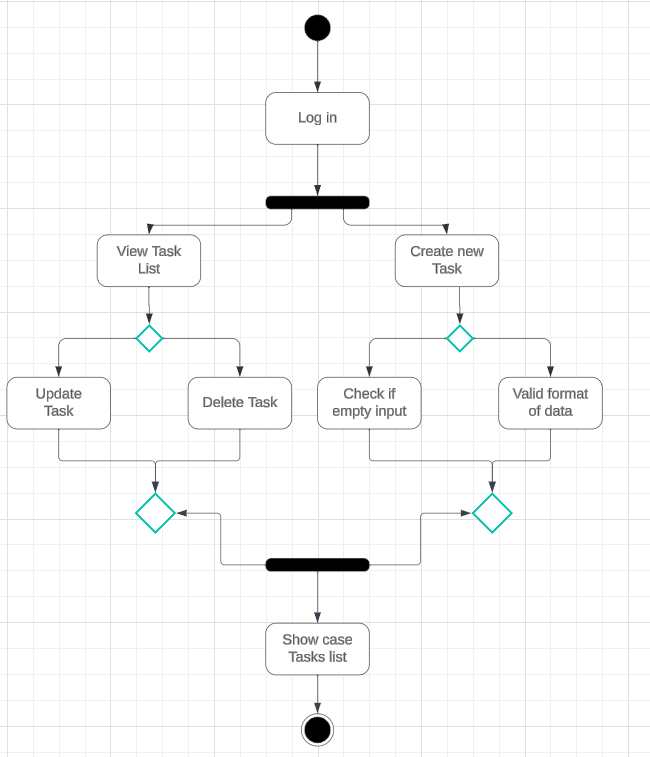 Log in
View Task
List
Create new
Task
Update
Task
Delete Task
Check if
empty input
Valid format
of data
Show case
Tasks list